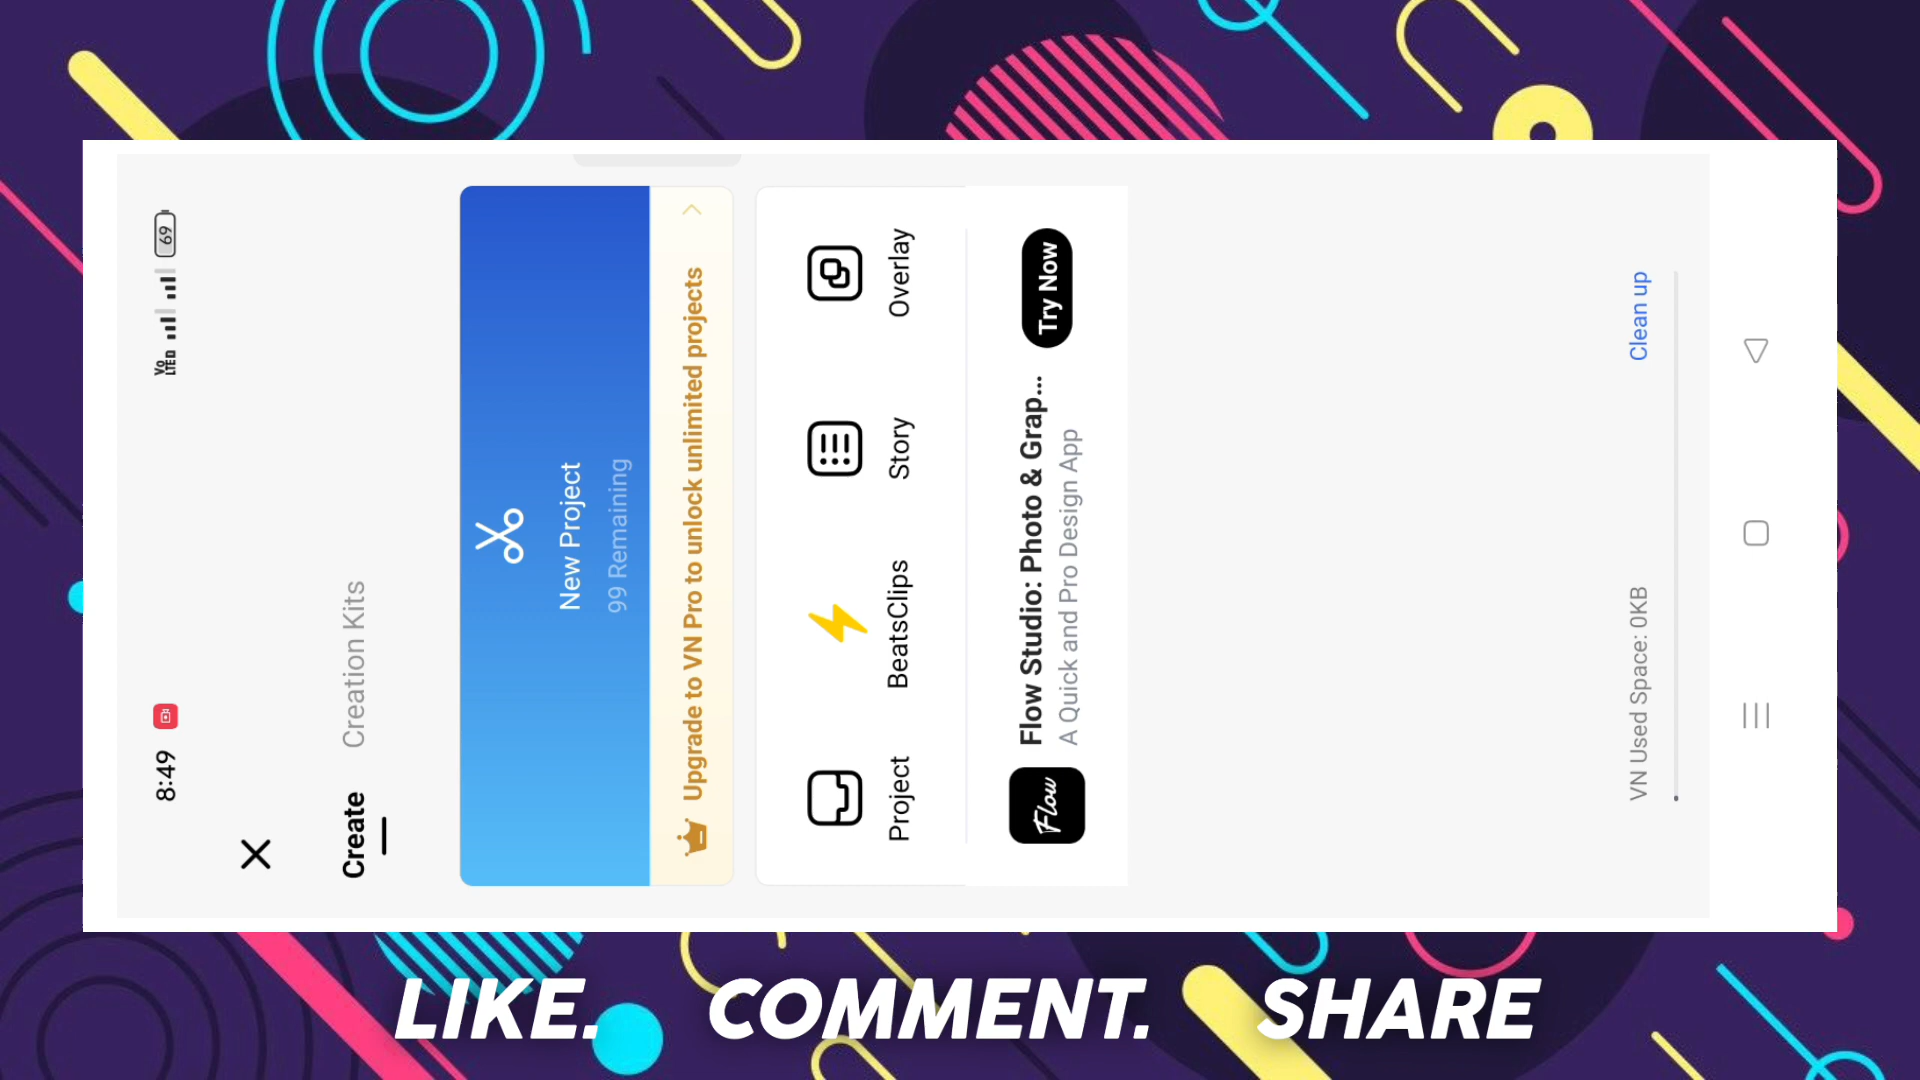 8:49
Vo
LTED
69
Create
Creation Kits
New Project
99 Remaining
Upgrade to VN Pro to unlock unlimited projects
Project
BeatsClips
Story
Overlay
Flow
Flow Studio: Photo & Grap...
A Quick and Pro Design App
Try Now
VN Used Space: 0KB
Clean up
LIKE. COMMENT. SHARE